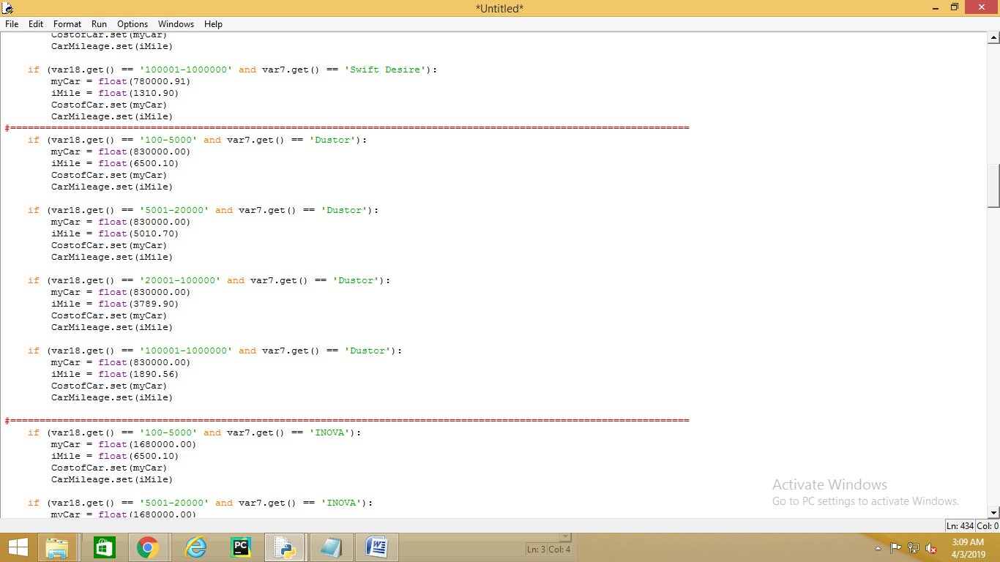 *Untitled*
File Edit Format Run Options Windows Help
CostofCar.set(myCar)
CarMileage.set(iMile)
if (var18.get() == '100001-1000000' and var7.get() == 'Swift Desire'):
myCar = float(780000.91)
iMile = float(1310.90)
CostofCar.set(myCar)
CarMileage.set(iMile)
#====================================================================================================================
if (var18.get() == '100-5000' and var7.get() == 'Dustor'):
myCar = float(830000.00)
iMile = float(6500.10)
CostofCar.set(myCar)
CarMileage.set(iMile)
if (var18.get() == '5001-20000' and var7.get() == 'Dustor'):
myCar = float(830000.00)
iMile = float(5010.70)
CostofCar.set(myCar)
CarMileage.set(iMile)
if (var18.get() == '20001-100000' and var7.get() == 'Dustor'):
myCar = float(830000.00)
iMile = float(3789.90)
CostofCar.set(myCar)
CarMileage.set(iMile)
if (var18.get() == '100001-1000000' and var7.get() == 'Dustor'):
myCar = float(830000.00)
iMile = float(1890.56)
CostofCar.set(myCar)
CarMileage.set(iMile)
#====================================================================================================================
if (var18.get() == '100-5000' and var7.get() == 'INOVA'):
myCar = float(1680000.00)
iMile = float(6500.10)
CostofCar.set(myCar)
CarMileage.set(iMile)
if (var18.get() == '5001-20000' and var7.get() == 'INOVA'):
myCar = float(1680000.00)
Activate Windows
Go to PC settings to activate Windows.
Ln: 434 Col: 0
PC
Ln: 3 Col: 4
3:09 AM
4/3/2019